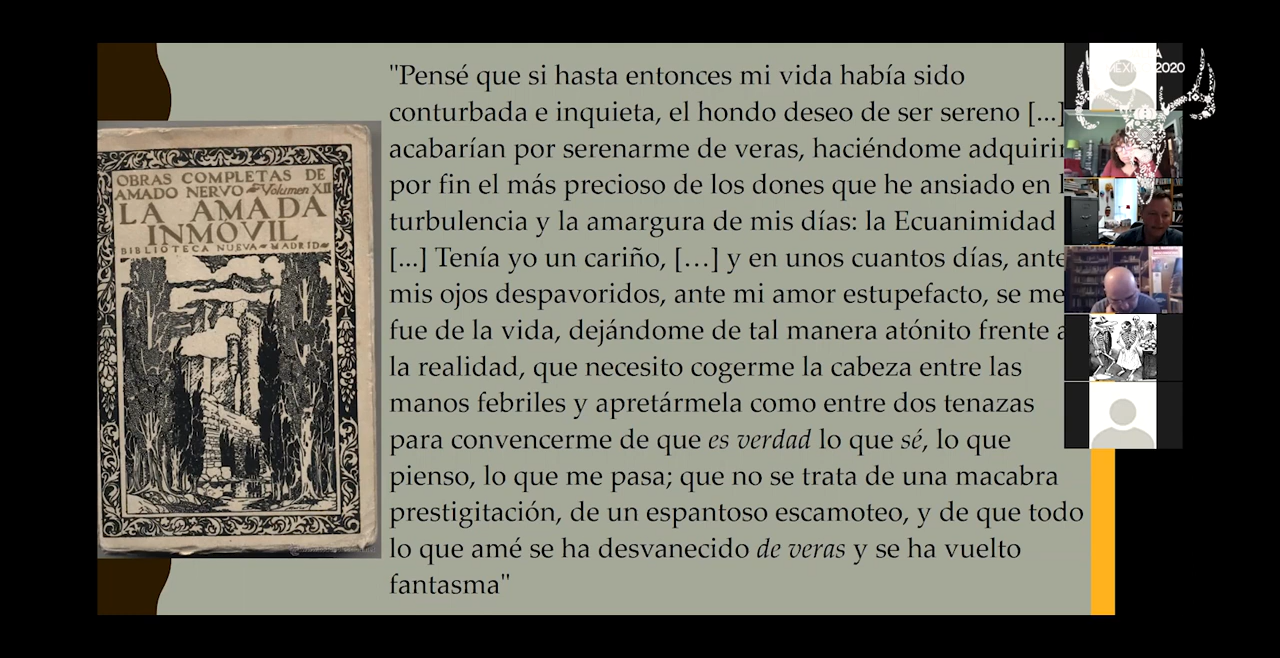 "Pensé que si hasta entonces mi vida había sido
conturbada e inquieta, el hondo deseo de ser sereno [...]
acabarían por serenarme de veras, haciéndome adquirir
por fin el más precioso de los dones que he ansiado en
turbulencia y la amargura de mis días: la Ecuanimidad
[...] Tenía yo un cariño, […] y en unos cuantos días, ante
mis ojos despavoridos, ante mi amor estupefacto, se me
fue de la vida, dejándome de tal manera atónito frente a
la realidad, que necesito cogerme la cabeza entre las
manos febriles y apretármela como entre dos tenazas
para convencerme de que es verdad lo que sé, lo que
pienso, lo que me pasa; que no se trata de una macabra
prestigitación, de un espantoso escamoteo, y de que todo
lo que amé se ha desvanecido de veras y se ha vuelto
fantasma"
OBRAS COMPLETAS DE
AMADO NERVO Volumen XII
LA AMADA
INMOVIL
BIBLIOTECA NUEVA - MADRID
2020